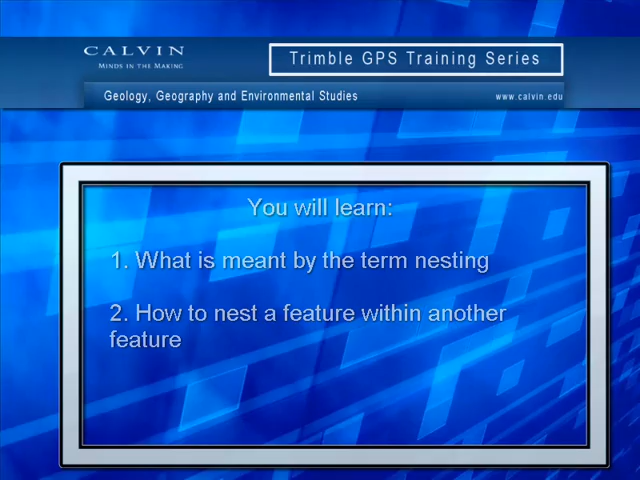 CALVIN
MINDS IN THE MAKING
Trimble GPS Training Series
Geology, Geography and Environmental Studies
www.calvin.edu
You will learn:
1. What is meant by the term nesting
2. How to nest a feature within another
feature